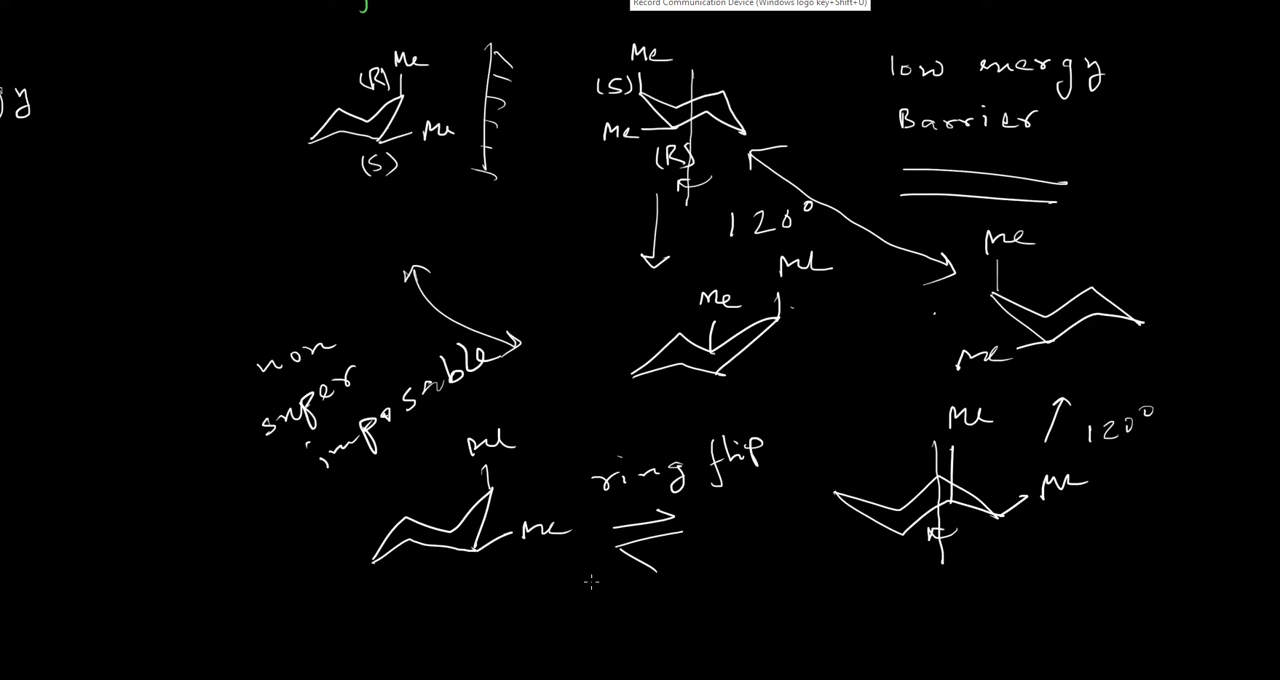 Record Communication Device (Windows logo key+Shift+U)
Me
(R)
Me
(S)
Me
(S)
Me
(R)
low energy
Barrier
120°
Me
Me
Me
Me
non
super
imposable
Me
Me
ring flip
Me
Me
120°